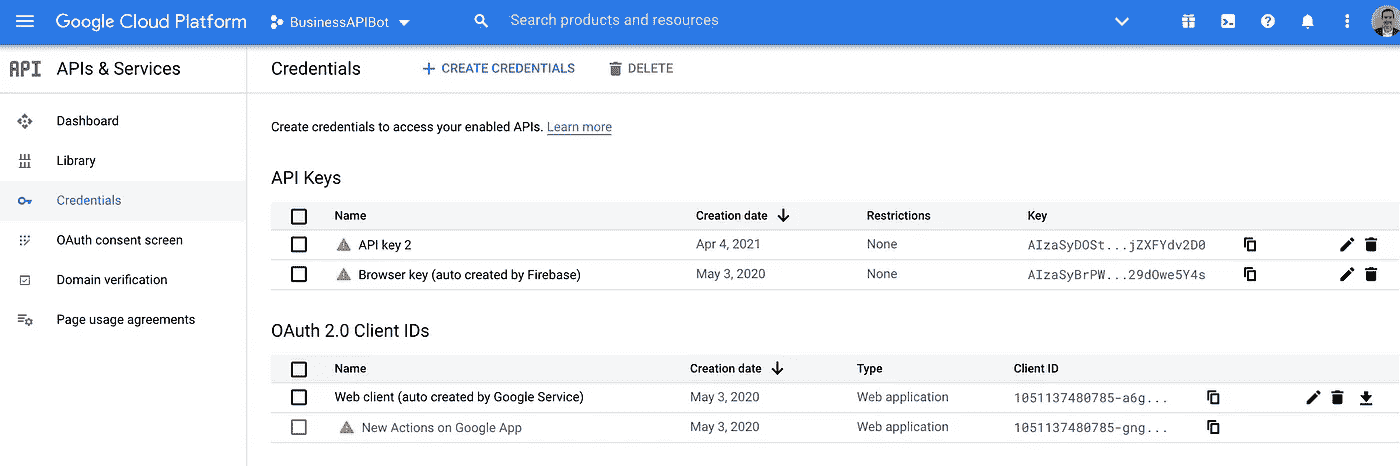 Google Cloud Platform BusinessAPIBot Search products and resources
API APIs & Services Credentials + CREATE CREDENTIALS DELETE
Dashboard
Library
Credentials
OAuth consent screen
Domain verification
Page usage agreements
Create credentials to access your enabled APIs. Learn more
API Keys
Name Creation date Restrictions Key
API key 2 Apr 4, 2021 None AIzaSyDOSt...jZXFYdv2D0
Browser key (auto created by Firebase) May 3, 2020 None AIzaSyBrPW...29dOwe5Y4s
OAuth 2.0 Client IDs
Name Creation date Type Client ID
Web client (auto created by Google Service) May 3, 2020 Web application 1051137480785-a6g...
New Actions on Google App May 3, 2020 Web application 1051137480785-gng...